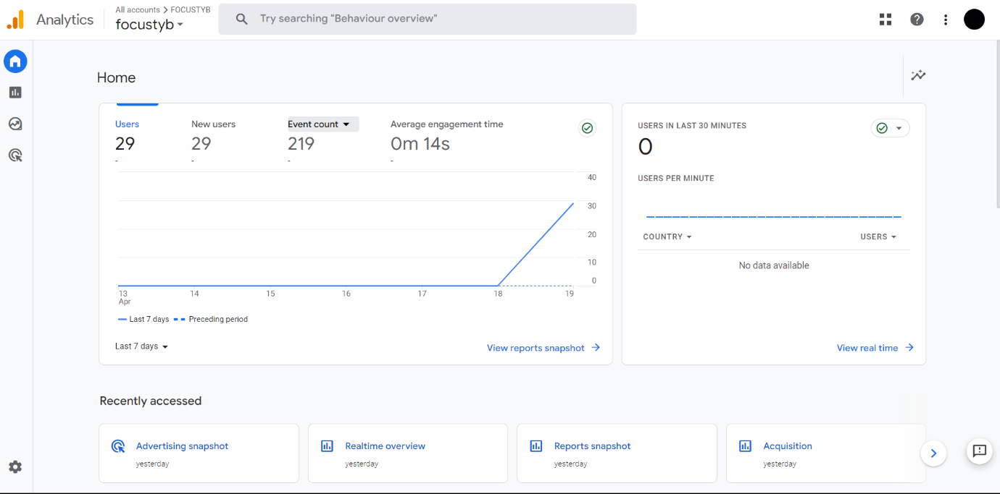 Analytics
All accounts > FOCUSTYB
focustyb
Try searching "Behaviour overview"
Home
Users
29
-
New users
29
-
Event count
219
-
Average engagement time
0m 14s
-
40
30
20
10
0
13 14 15 16 17 18 19
Apr
Last 7 days Preceding period
Last 7 days
View reports snapshot
USERS IN LAST 30 MINUTES
0
USERS PER MINUTE
COUNTRY USERS
No data available
View real time
Recently accessed
Advertising snapshot
yesterday
Realtime overview
yesterday
Reports snapshot
yesterday
Acquisition
yesterday